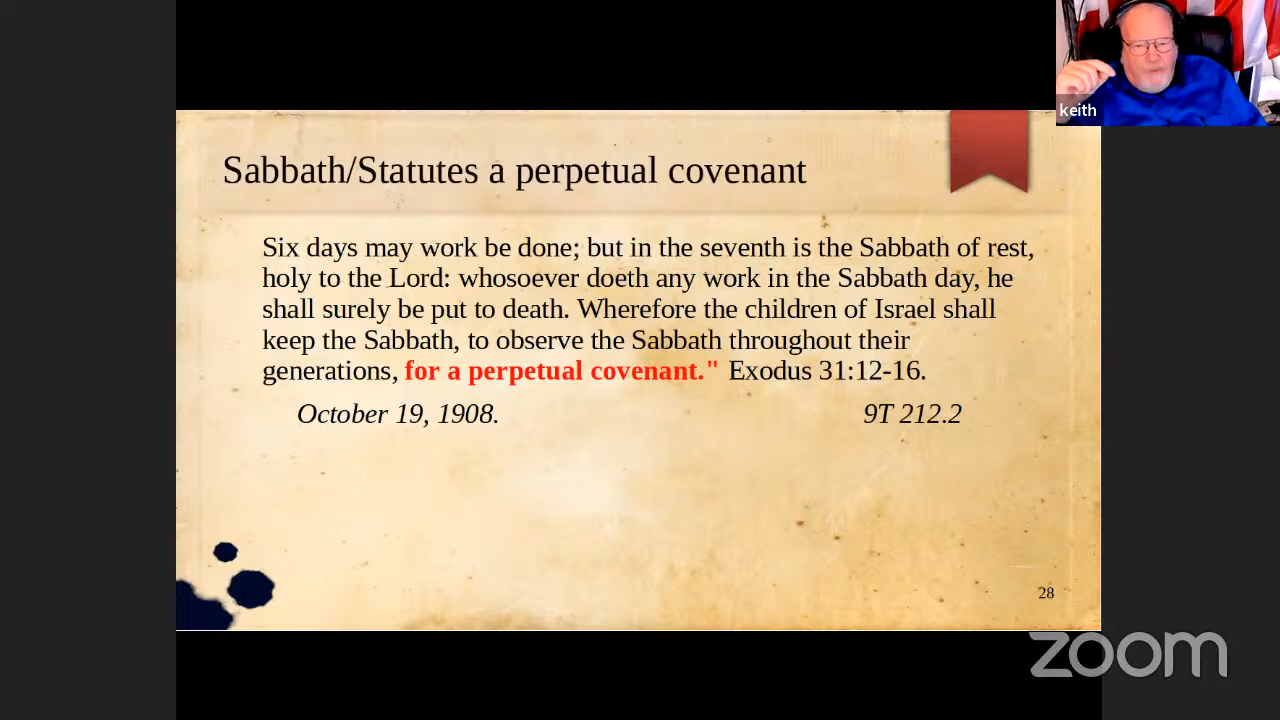 keith
Sabbath/Statutes a perpetual covenant
Six days may work be done; but in the seventh is the Sabbath of rest,
holy to the Lord: whosoever doeth any work in the Sabbath day, he
shall surely be put to death. Wherefore the children of Israel shall
keep the Sabbath, to observe the Sabbath throughout their
generations, for a perpetual covenant." Exodus 31:12-16.
October 19, 1908. 9T 212.2
28
zoom